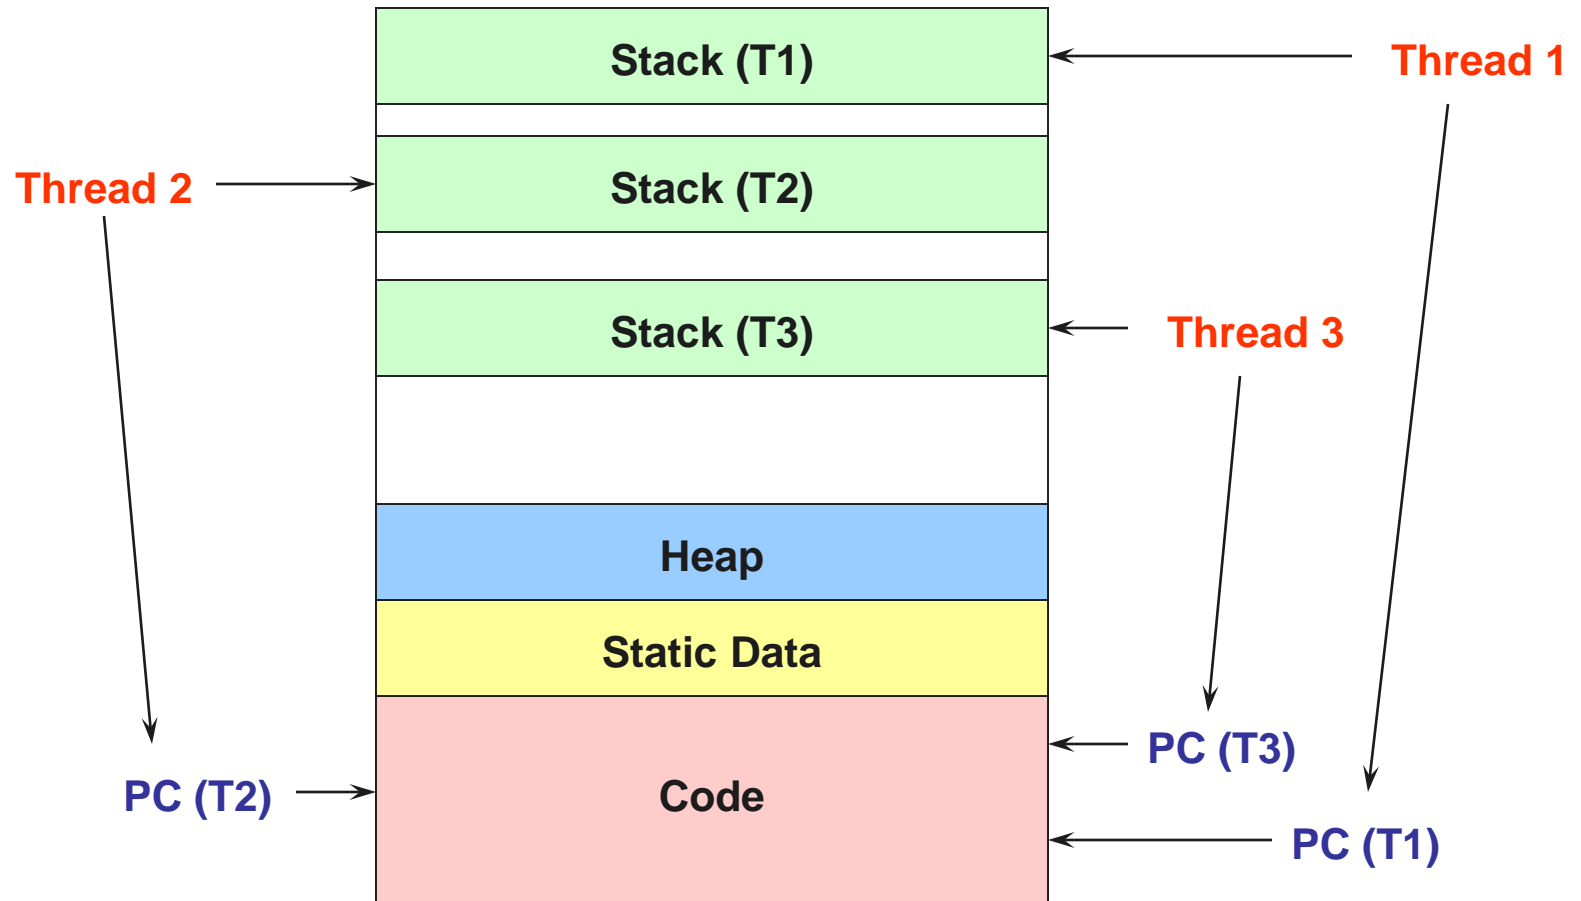 Stack (T1)
Thread 1
Thread 2
Stack (T2)
Stack (T3)
Thread 3
Heap
Static Data
PC (T3)
PC (T2)
Code
PC (T1)